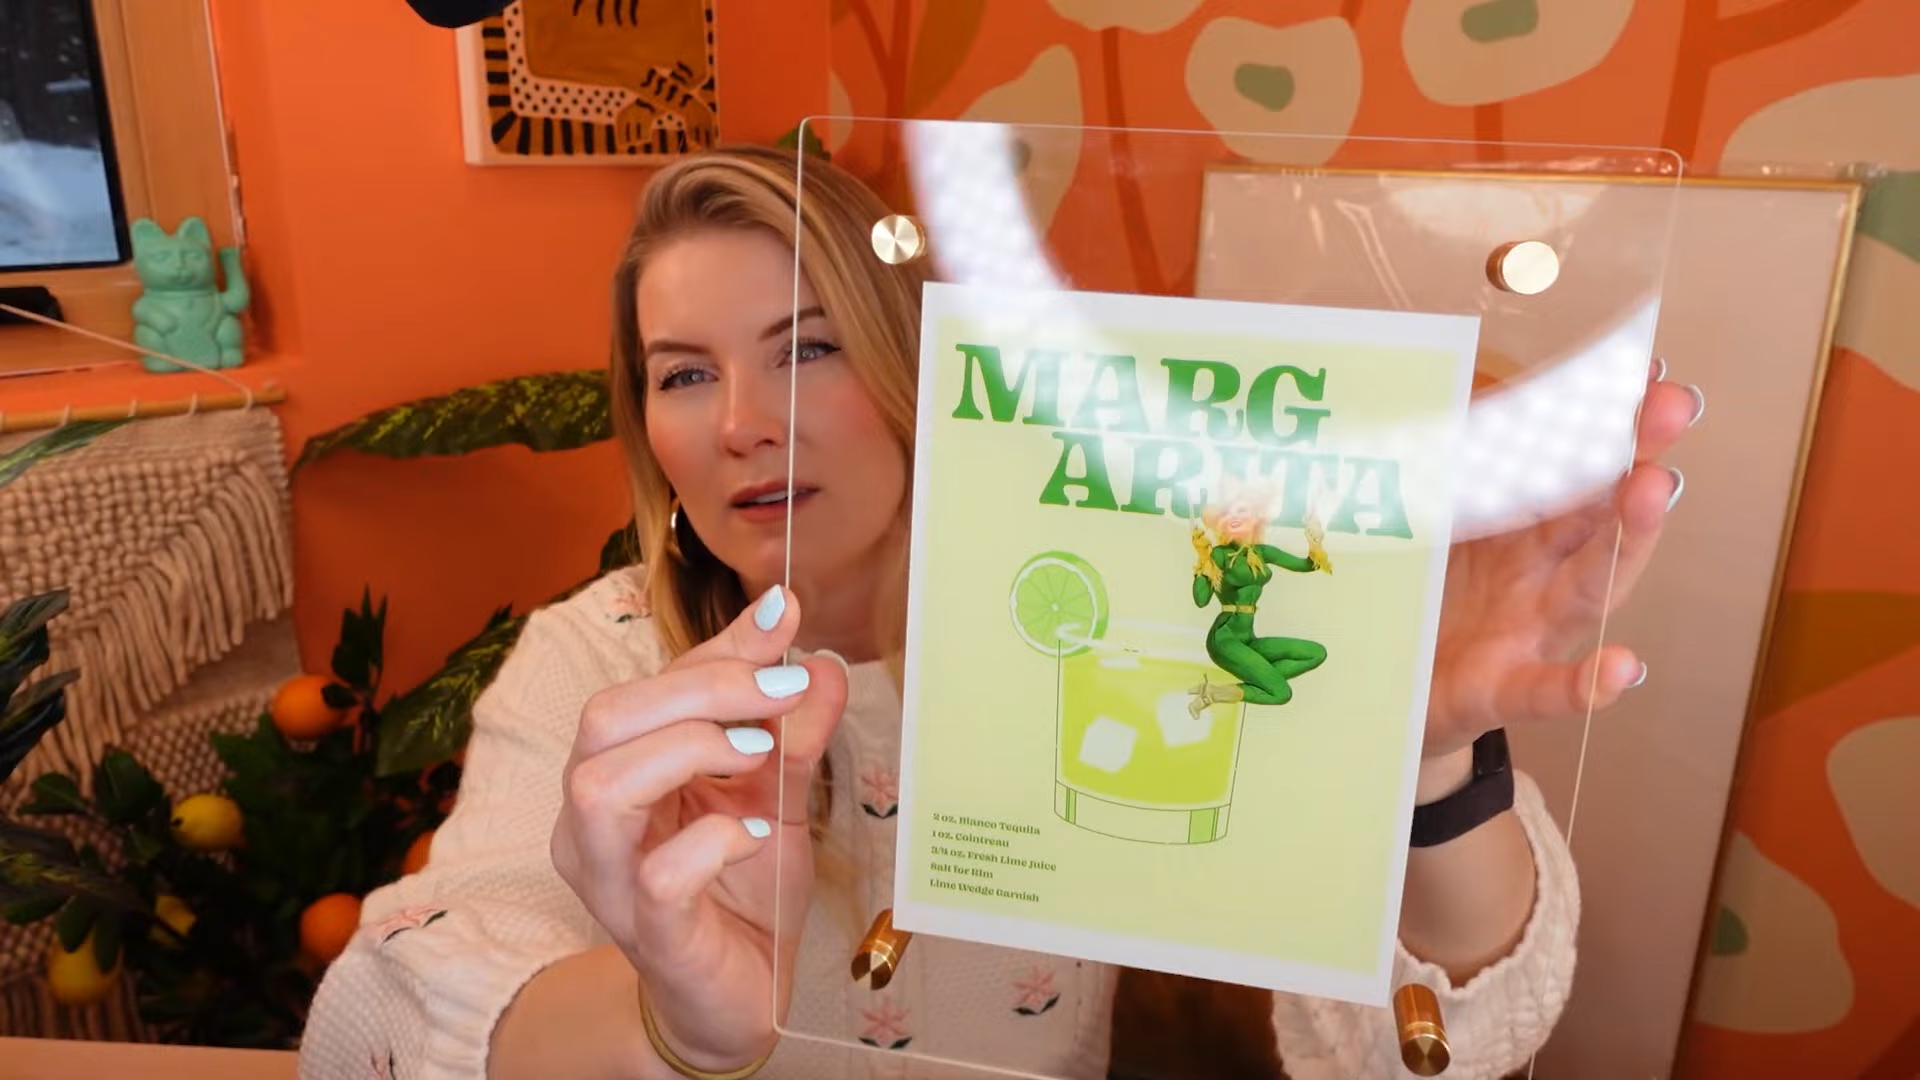 MARG
ARITA
2 oz. Blanco Tequila
1 oz. Cointreau
3/4 oz. Fresh Lime Juice
Salt for Rim
Lime Wedge Garnish